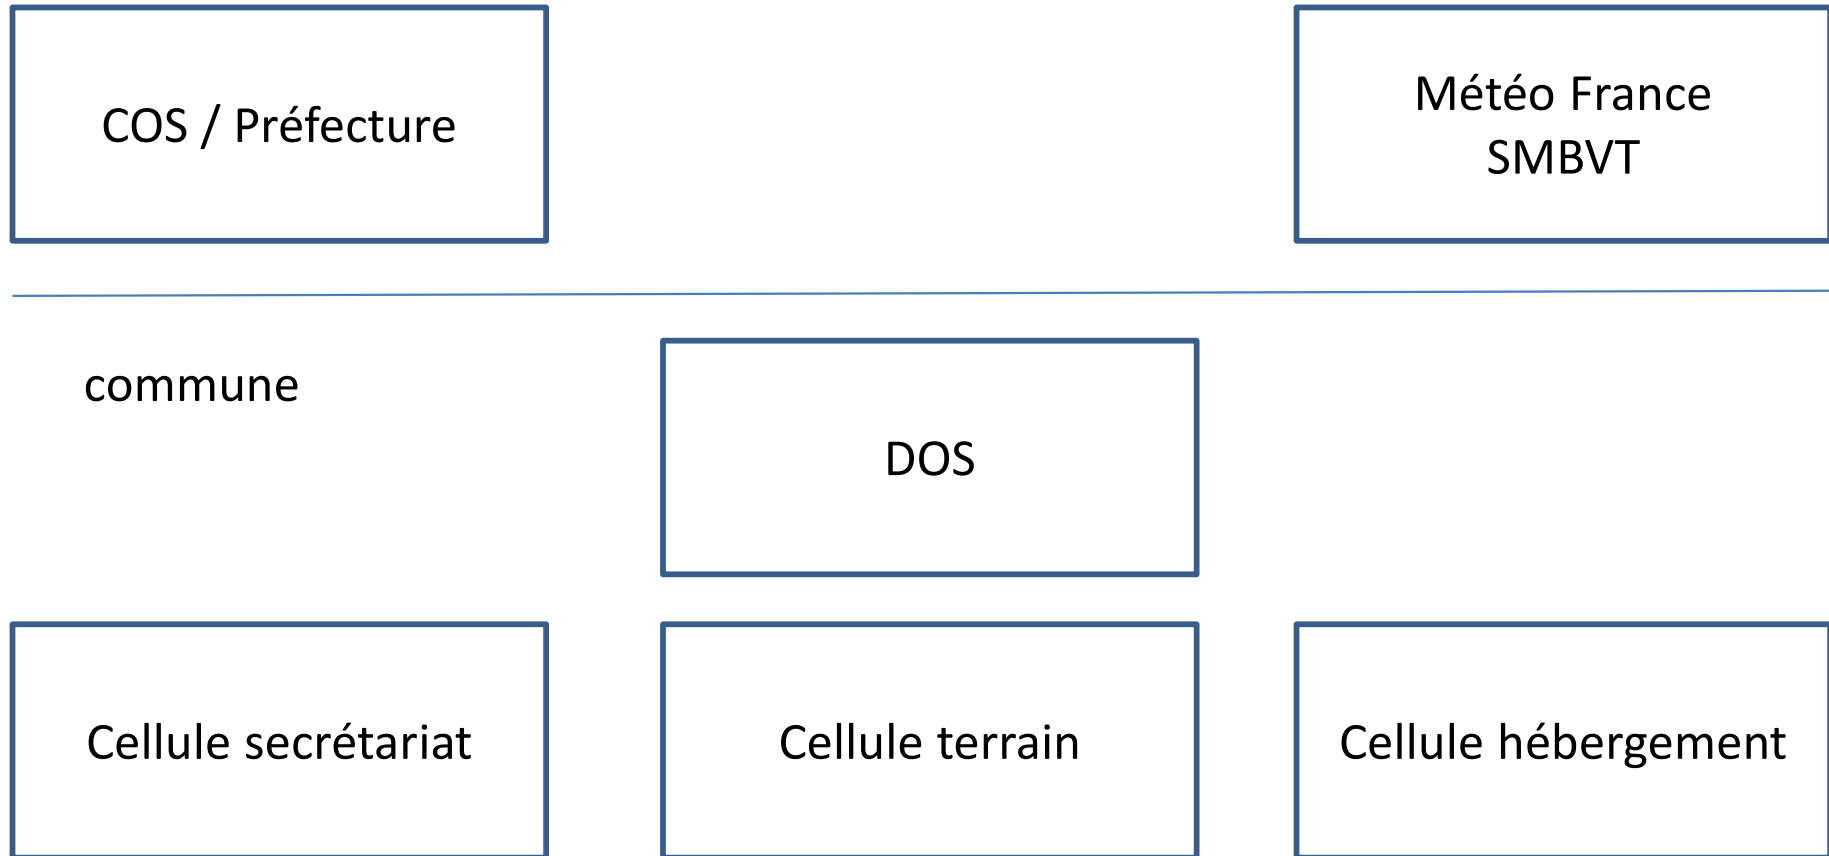 COS / Préfecture
Météo France
SMBVT
commune
DOS
Cellule secrétariat
Cellule terrain
Cellule hébergement